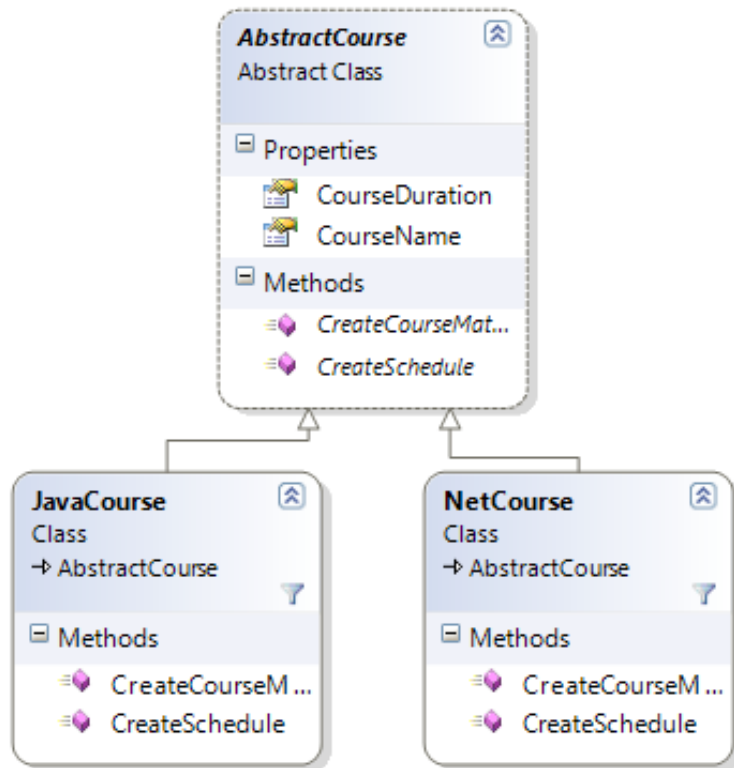 AbstractCourse
Abstract Class
Properties
CourseDuration
CourseName
Methods
CreateCourseMat...
CreateSchedule
JavaCourse
Class
AbstractCourse
Methods
CreateCourseM ...
CreateSchedule
NetCourse
Class
AbstractCourse
Methods
CreateCourseM ...
CreateSchedule